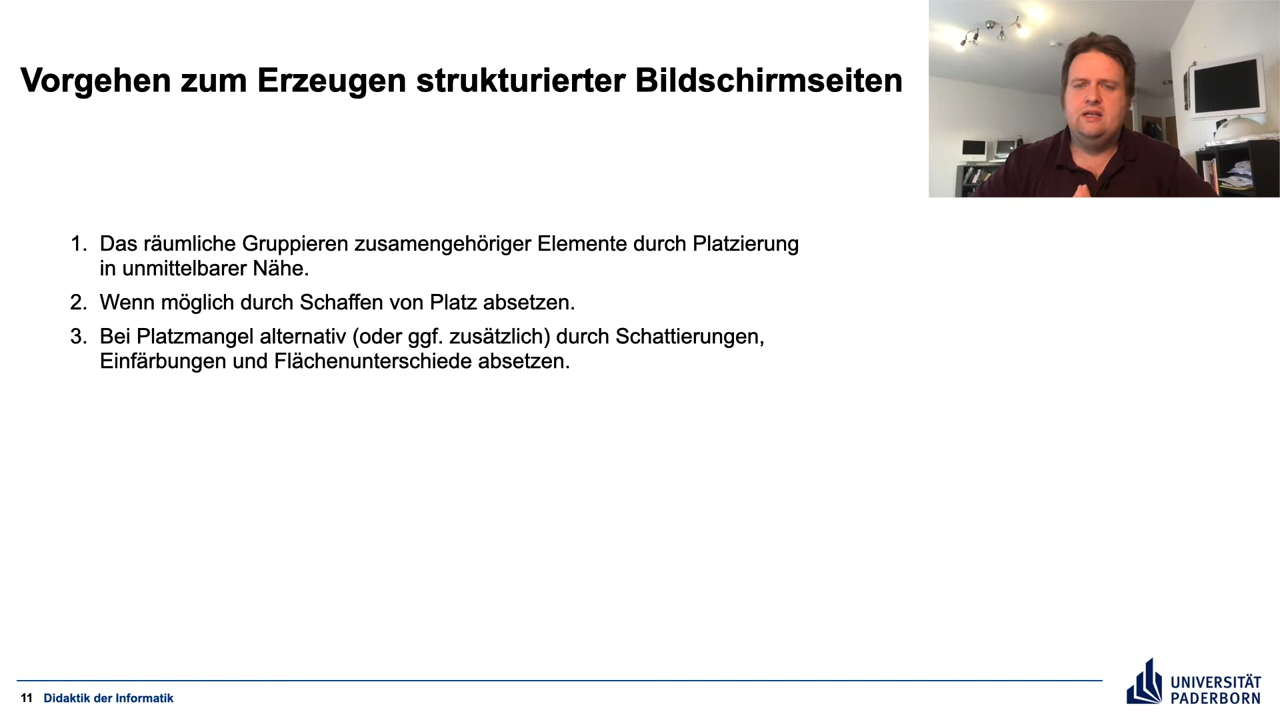 Vorgehen zum Erzeugen strukturierter Bildschirmseiten
1. Das räumliche Gruppieren zusamengehöriger Elemente durch Platzierung
in unmittelbarer Nähe.
2. Wenn möglich durch Schaffen von Platz absetzen.
3. Bei Platzmangel alternativ (oder ggf. zusätzlich) durch Schattierungen,
Einfärbungen und Flächenunterschiede absetzen.
11 Didaktik der Informatik
UNIVERSITÄT
PADERBORN